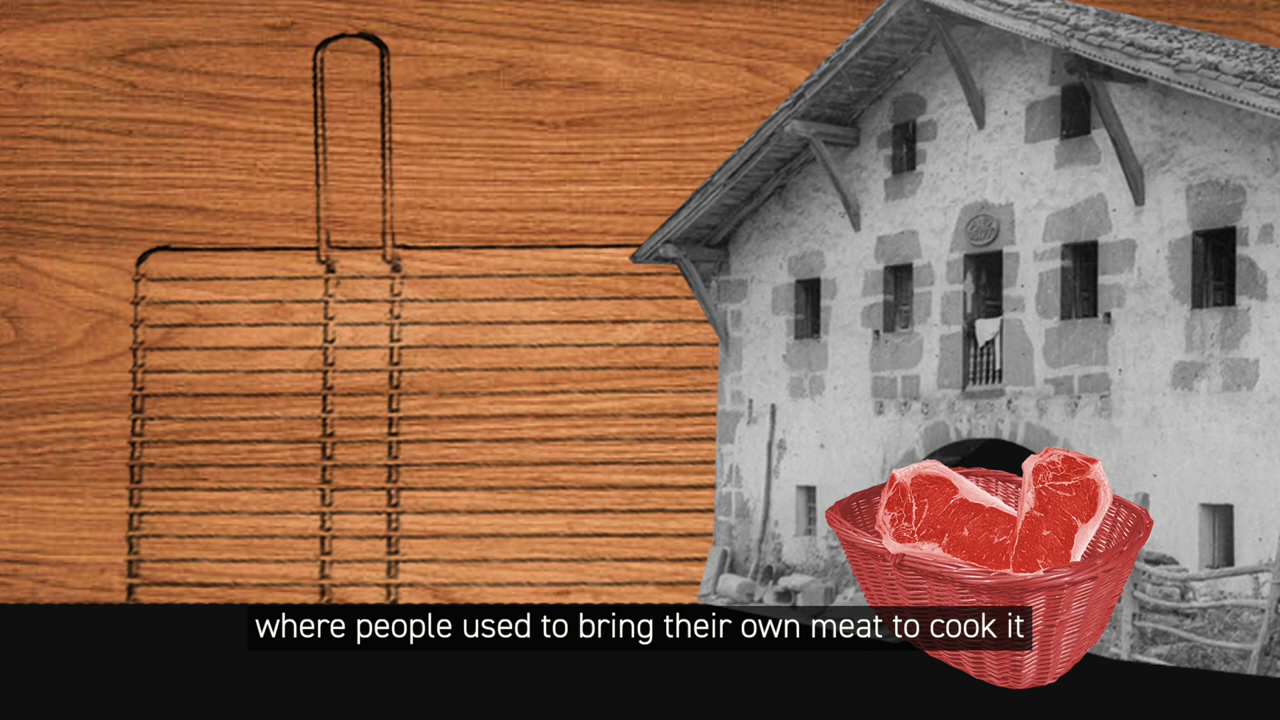 where people used to bring their own meat to cook it